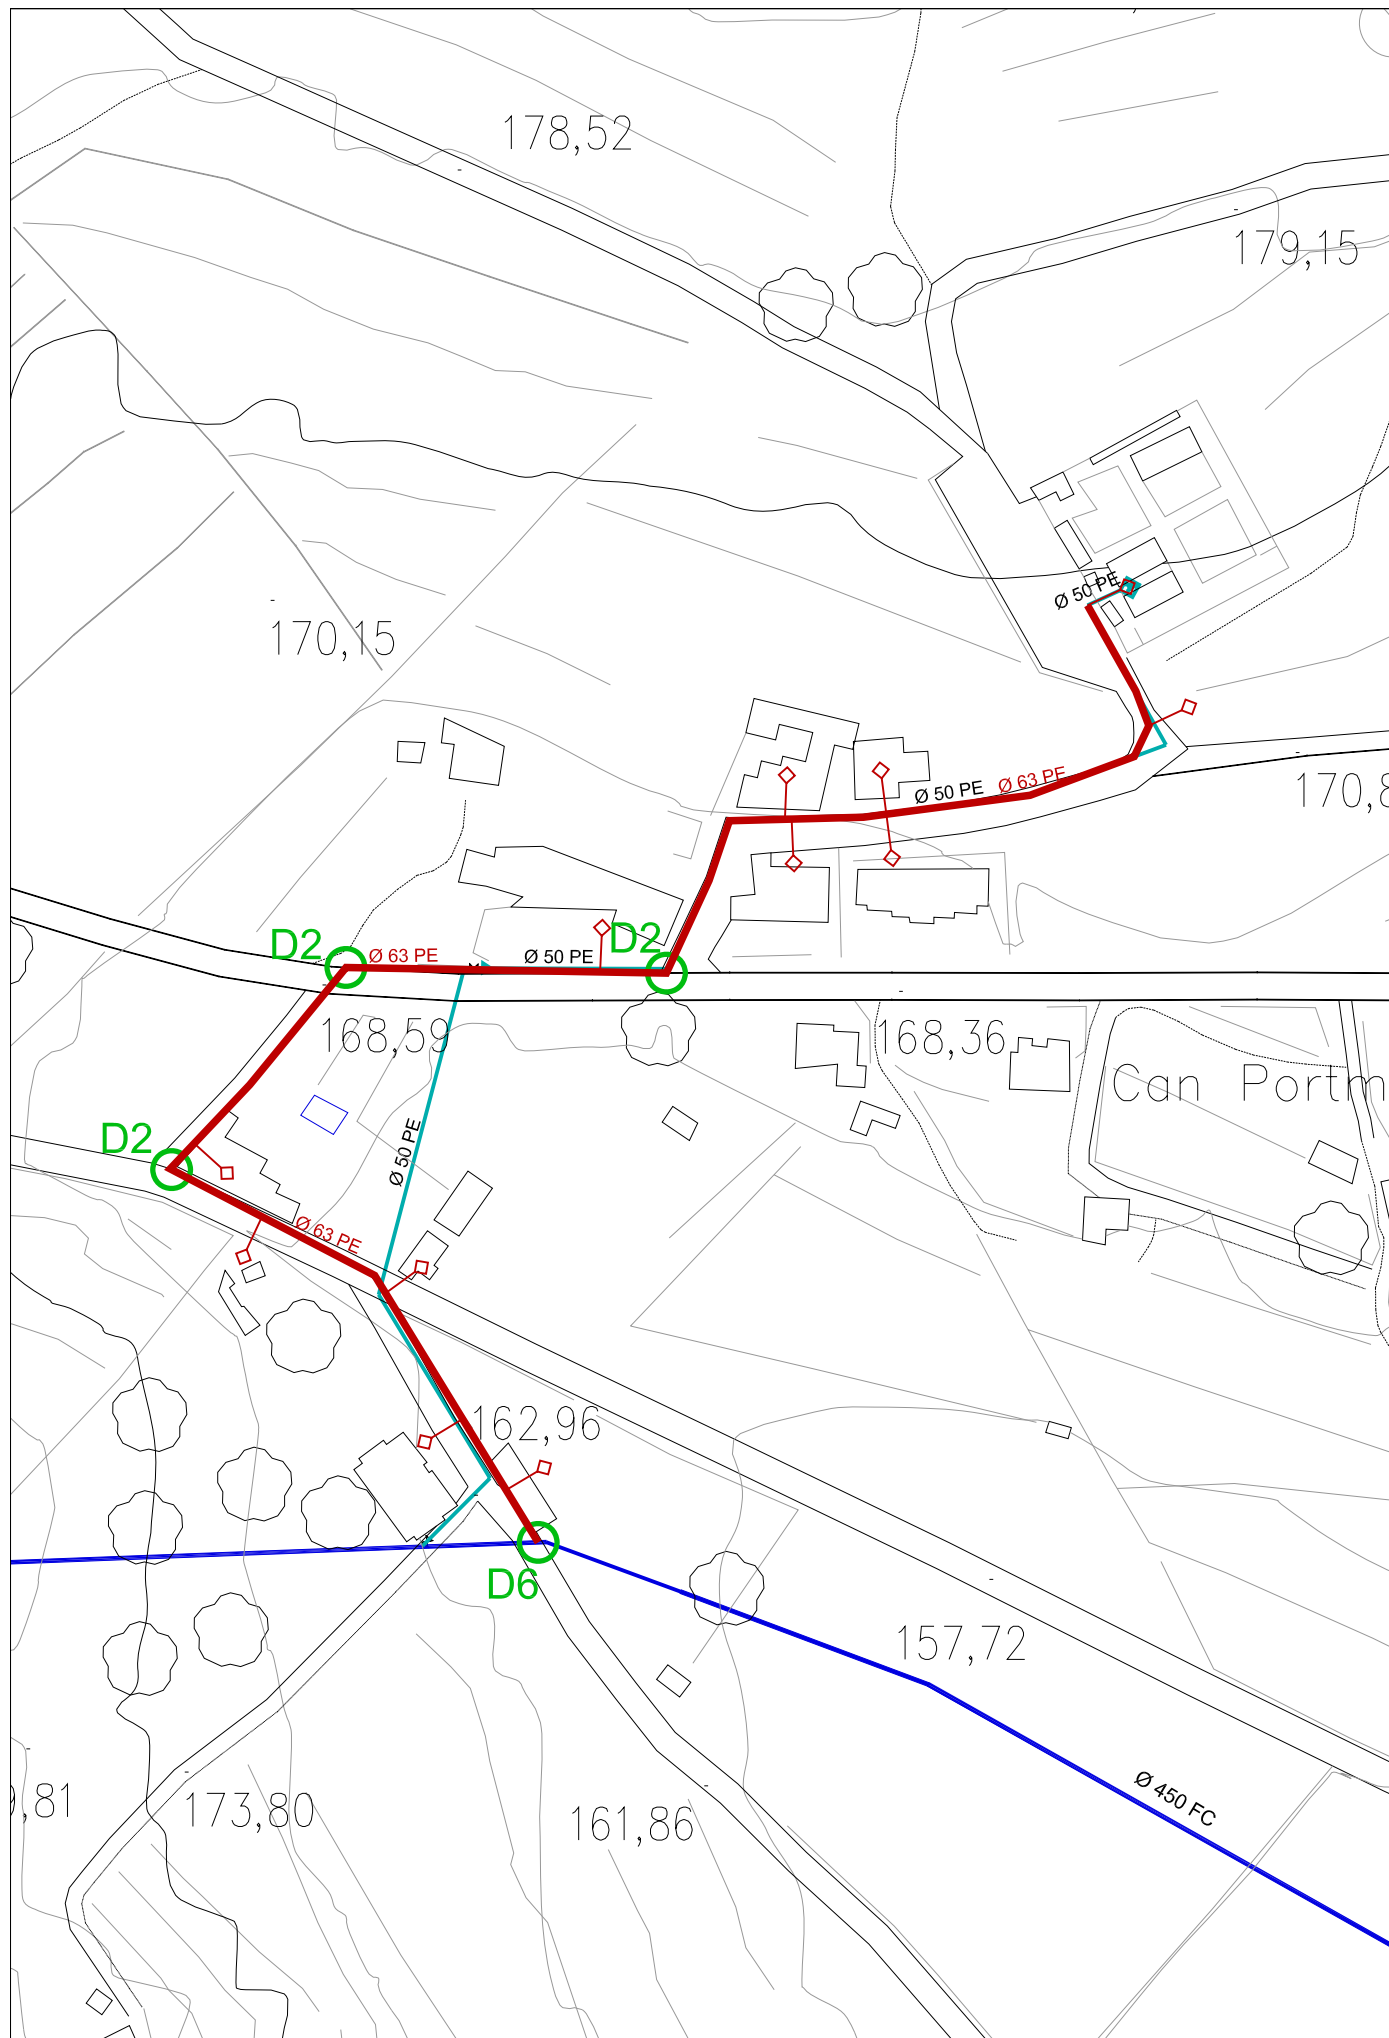 178,52
179,15
Ø 50 PE
170,15
170,8
Ø 50 PE
Ø 63 PE
D2
D2
Ø 63 PE
Ø 50 PE
168,59
168,36
Can Portm
D2
Ø 50 PE
Ø 63 PE
162,96
D6
157,72
Ø 450 FC
,81
173,80
161,86